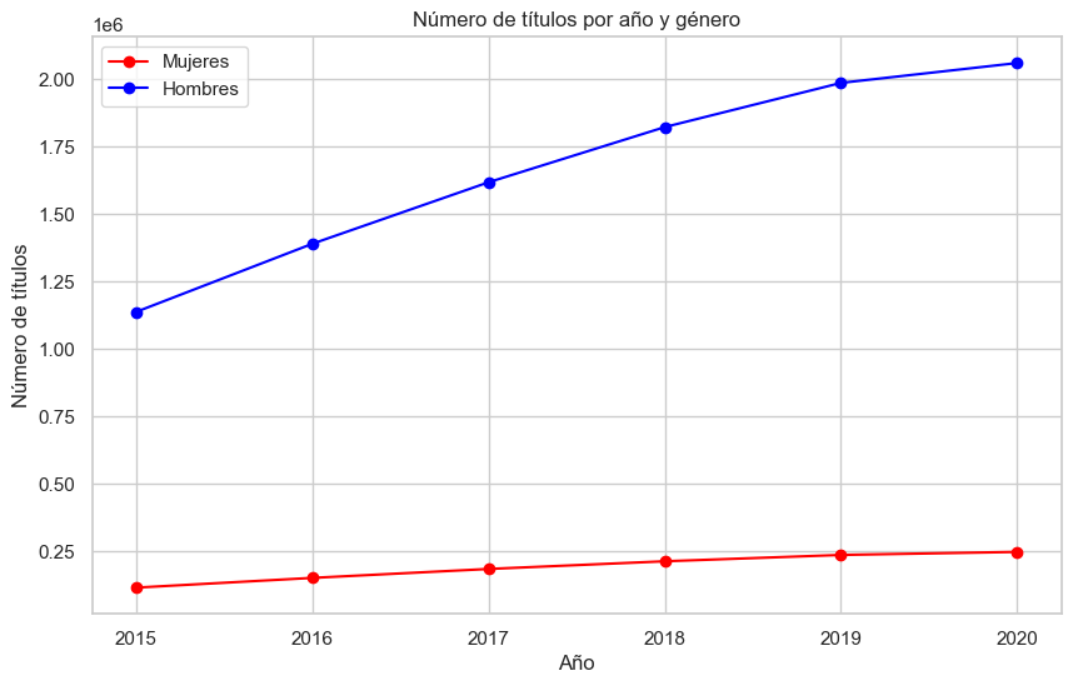 Número de títulos por año y género
1e6
Mujeres
Hombres
2.00
1.75
1.50
1.25
1.00
0.75
0.50
0.25
Número de títulos
2015 2016 2017 2018 2019 2020
Año